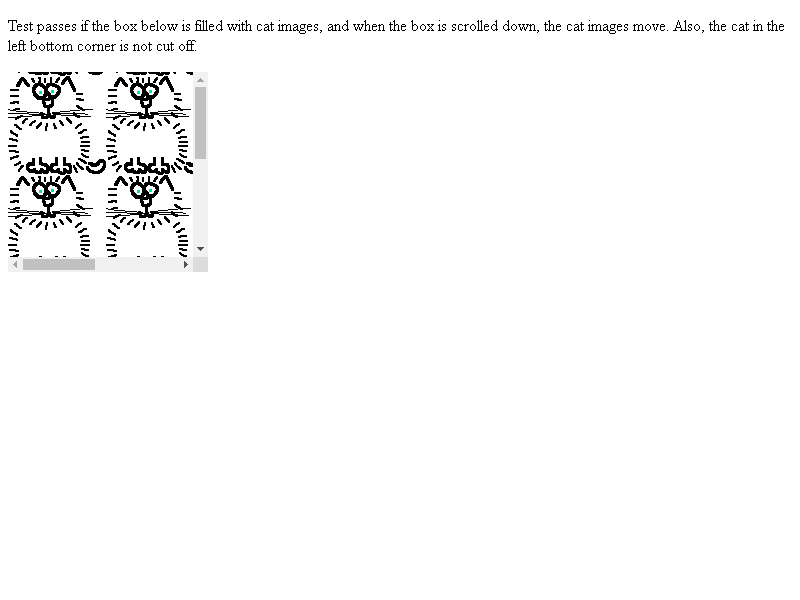 Test passes if the box below is filled with cat images, and when the box is scrolled down, the cat images move. Also, the cat in the
left bottom corner is not cut off.